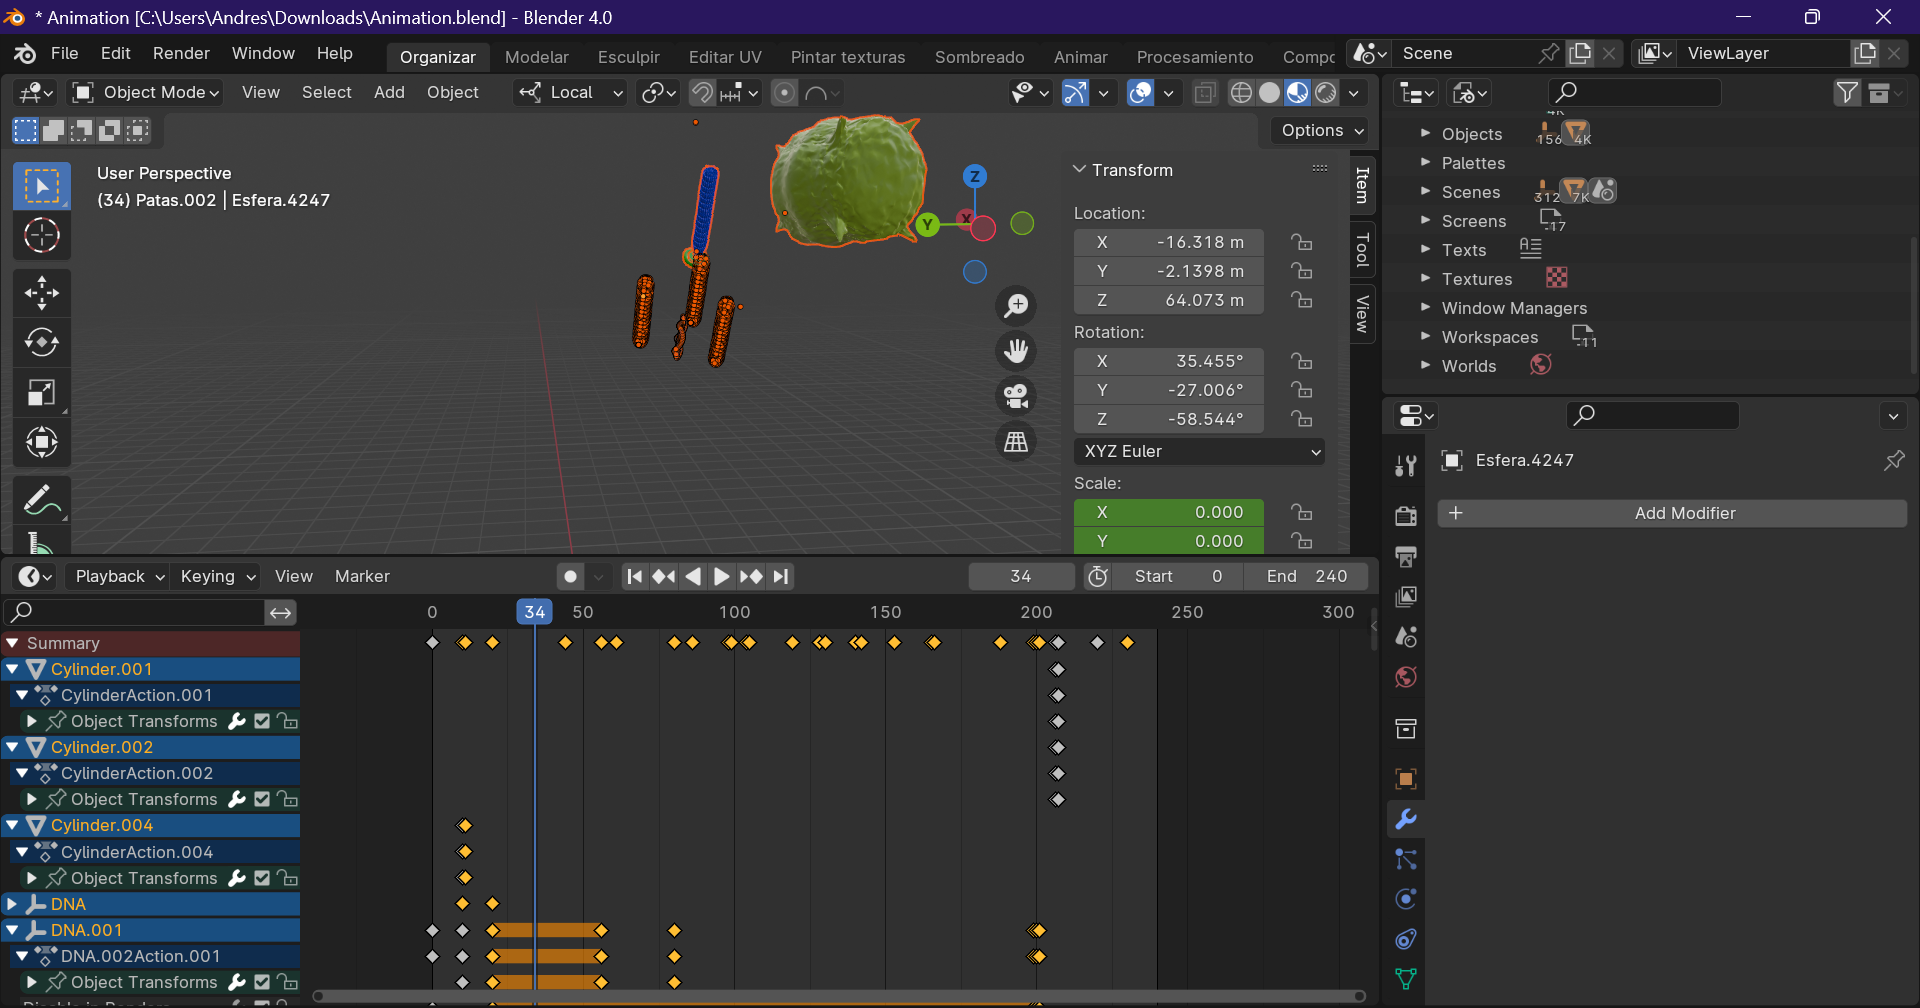 * Animation [C:\Users\Andres\Downloads\Animation.blend] - Blender 4.0
File Edit Render Window Help Organizar Modelar Esculpir Editar UV Pintar texturas Sombreado Animar Procesamiento Scene ViewLayer
Object Mode View Select Add Object Local
Options
User Perspective
(34) Patas.002 | Esfera.4247
Z
Y
X
Transform
Location:
X -16.318 m
Y -2.1398 m
Z 64.073 m
Rotation:
X 35.455°
Y -27.006°
Z -58.544°
XYZ Euler
Scale:
X 0.000
Y 0.000
Item
Tool
View
Objects 156 4K
Palettes
Scenes 312 7K
Screens 17
Texts
Textures
Window Managers
Workspaces 11
Worlds
Esfera.4247
Add Modifier
Playback Keying View Marker 34 Start 0 End 240
0 34 50 100 150 200 250 300
Summary
Cylinder.001
CylinderAction.001
Object Transforms
Cylinder.002
CylinderAction.002
Object Transforms
Cylinder.004
CylinderAction.004
Object Transforms
DNA
DNA.001
DNA.002Action.001
Object Transforms